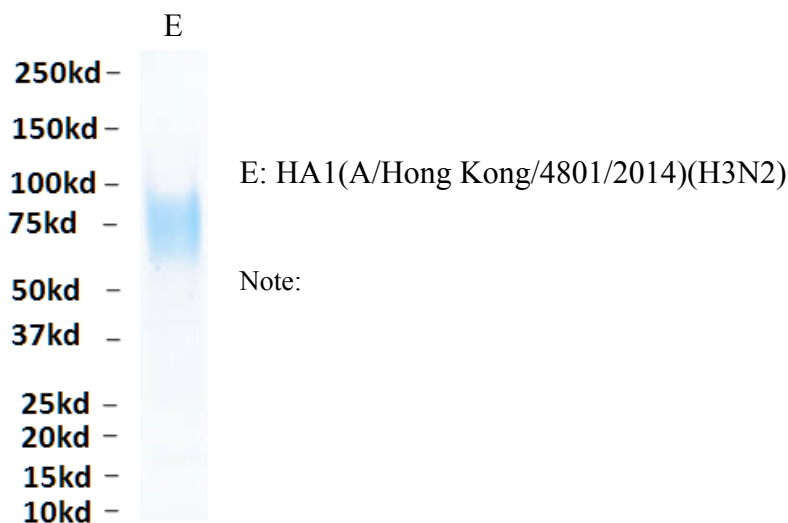 E
250kd
150kd
100kd
75kd
50kd
37kd
25kd
20kd
15kd
10kd
E: HA1(A/Hong Kong/4801/2014)(H3N2)
Note: